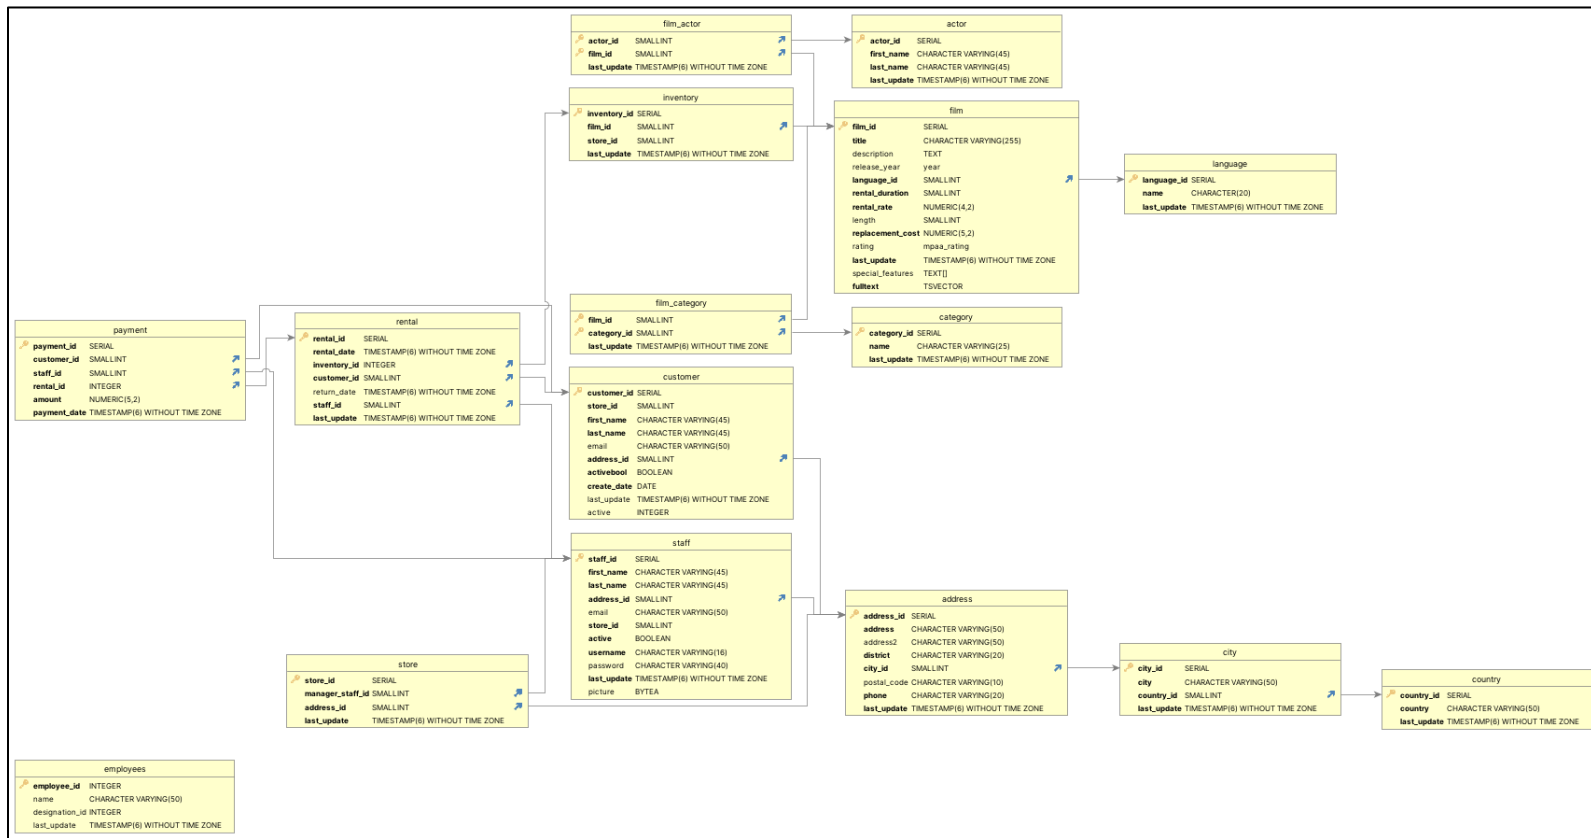 film_actor
actor_id SMALLINT
film_id SMALLINT
last_update TIMESTAMP(6) WITHOUT TIME ZONE
actor
actor_id SERIAL
first_name CHARACTER VARYING(45)
last_name CHARACTER VARYING(45)
last_update TIMESTAMP(6) WITHOUT TIME ZONE
inventory
inventory_id SERIAL
film_id SMALLINT
store_id SMALLINT
last_update TIMESTAMP(6) WITHOUT TIME ZONE
film
film_id SERIAL
title CHARACTER VARYING(255)
description TEXT
release_year year
language_id SMALLINT
rental_duration SMALLINT
rental_rate NUMERIC(4,2)
length SMALLINT
replacement_cost NUMERIC(5,2)
rating mpaa_rating
last_update TIMESTAMP(6) WITHOUT TIME ZONE
special_features TEXT[]
fulltext TSVECTOR
language
language_id SERIAL
name CHARACTER(20)
last_update TIMESTAMP(6) WITHOUT TIME ZONE
film_category
film_id SMALLINT
category_id SMALLINT
last_update TIMESTAMP(6) WITHOUT TIME ZONE
category
category_id SERIAL
name CHARACTER VARYING(25)
last_update TIMESTAMP(6) WITHOUT TIME ZONE
payment
payment_id SERIAL
customer_id SMALLINT
staff_id SMALLINT
rental_id INTEGER
amount NUMERIC(5,2)
payment_date TIMESTAMP(6) WITHOUT TIME ZONE
rental
rental_id SERIAL
rental_date TIMESTAMP(6) WITHOUT TIME ZONE
inventory_id INTEGER
customer_id SMALLINT
return_date TIMESTAMP(6) WITHOUT TIME ZONE
staff_id SMALLINT
last_update TIMESTAMP(6) WITHOUT TIME ZONE
customer
customer_id SERIAL
store_id SMALLINT
first_name CHARACTER VARYING(45)
last_name CHARACTER VARYING(45)
email CHARACTER VARYING(50)
address_id SMALLINT
activebool BOOLEAN
create_date DATE
last_update TIMESTAMP(6) WITHOUT TIME ZONE
active INTEGER
staff
staff_id SERIAL
first_name CHARACTER VARYING(45)
last_name CHARACTER VARYING(45)
address_id SMALLINT
email CHARACTER VARYING(50)
store_id SMALLINT
active BOOLEAN
username CHARACTER VARYING(16)
password CHARACTER VARYING(40)
last_update TIMESTAMP(6) WITHOUT TIME ZONE
picture BYTEA
store
store_id SERIAL
manager_staff_id SMALLINT
address_id SMALLINT
last_update TIMESTAMP(6) WITHOUT TIME ZONE
address
address_id SERIAL
address CHARACTER VARYING(50)
address2 CHARACTER VARYING(50)
district CHARACTER VARYING(20)
city_id SMALLINT
postal_code CHARACTER VARYING(10)
phone CHARACTER VARYING(20)
last_update TIMESTAMP(6) WITHOUT TIME ZONE
city
city_id SERIAL
city CHARACTER VARYING(50)
country_id SMALLINT
last_update TIMESTAMP(6) WITHOUT TIME ZONE
country
country_id SERIAL
country CHARACTER VARYING(50)
last_update TIMESTAMP(6) WITHOUT TIME ZONE
employees
employee_id INTEGER
name CHARACTER VARYING(50)
designation_id INTEGER
last_update TIMESTAMP(6) WITHOUT TIME ZONE